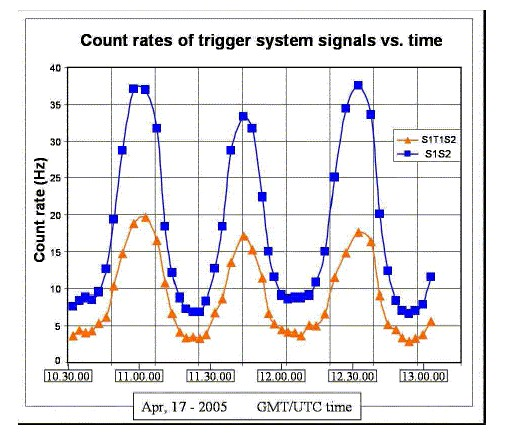 Count rates of trigger system signals vs. time
Count rate (Hz)
40
35
30
25
20
15
10
5
0
S1T1S2
S1S2
10.30.00 11.00.00 11.30.00 12.00.00 12.30.00 13.00.00
Apr, 17 - 2005 GMT/UTC time